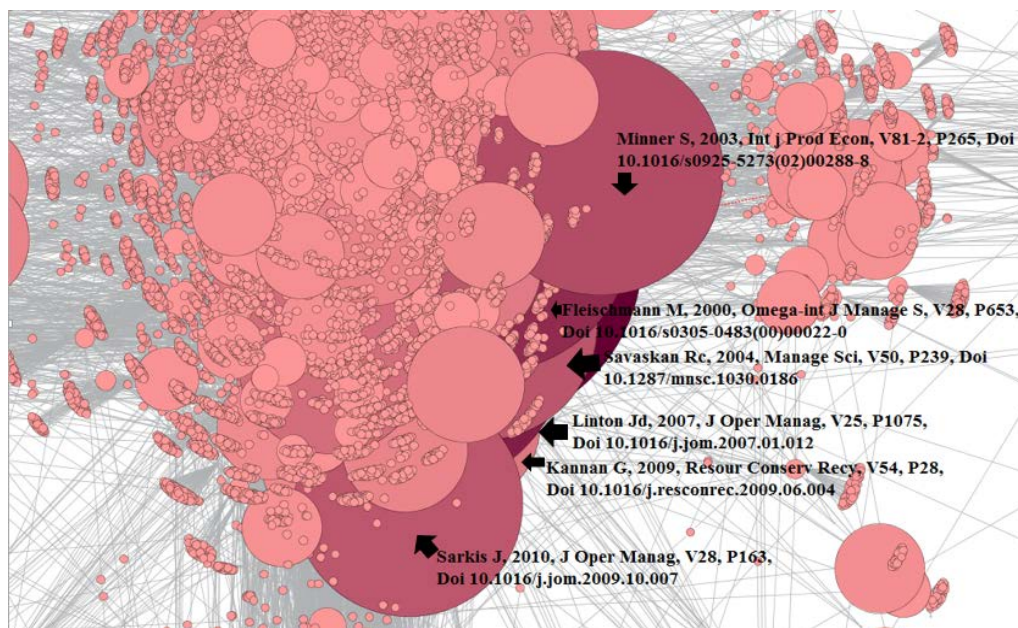 Minner S, 2003, Int j Prod Econ, V81-2, P265, Doi
10.1016/s0925-5273(02)00288-8
Fleischmann M, 2000, Omega-int J Manage S, V28, P653,
Doi 10.1016/s0305-0483(00)00022-0
Savaskan Rc, 2004, Manage Sci, V50, P239, Doi
10.1287/mnsc.1030.0186
Linton Jd, 2007, J Oper Manag, V25, P1075,
Doi 10.1016/j.jom.2007.01.012
Kannan G, 2009, Resour Conserv Recy, V54, P28,
Doi 10.1016/j.resconrec.2009.06.004
Sarkis J, 2010, J Oper Manag, V28, P163,
Doi 10.1016/j.jom.2009.10.007